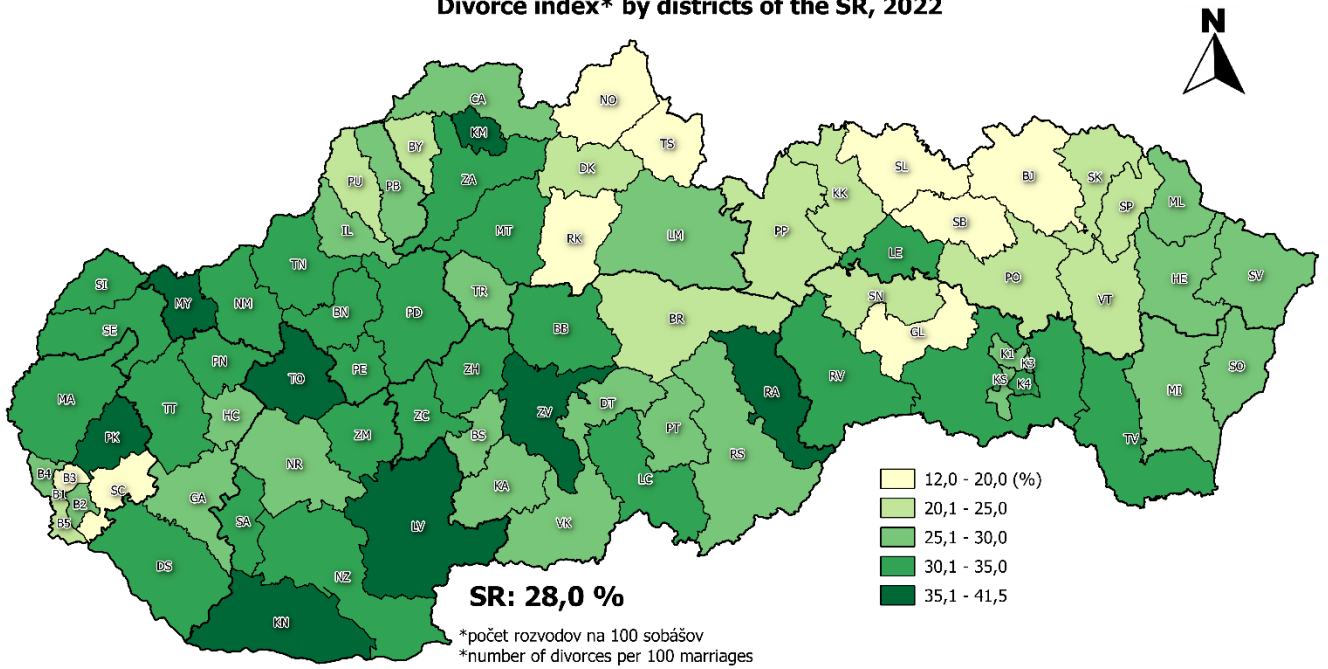 Divorce index* by districts of the SR, 2022
N
CA
NO
KM
TS
BY
DK
SL
BJ
SK
PU
PB
ZA
KK
SP
ML
IL
MT
RK
LM
PP
SB
LE
TN
PO
HE
SV
SI
MY
NM
BN
PD
TR
SN
VT
SE
BB
BR
GL
PN
TO
PE
ZH
K1
K3
SO
MA
TT
HC
ZC
ZV
DT
RA
RV
KS
K4
MI
PK
ZM
BS
PT
TV
NR
RS
B4
B3
SC
KA
LC
B1
B2
GA
SA
LV
VK
B5
DS
NZ
KN
12,0 - 20,0 (%)
20,1 - 25,0
25,1 - 30,0
30,1 - 35,0
35,1 - 41,5
SR: 28,0 %
*počet rozvodov na 100 sobášov
*number of divorces per 100 marriages